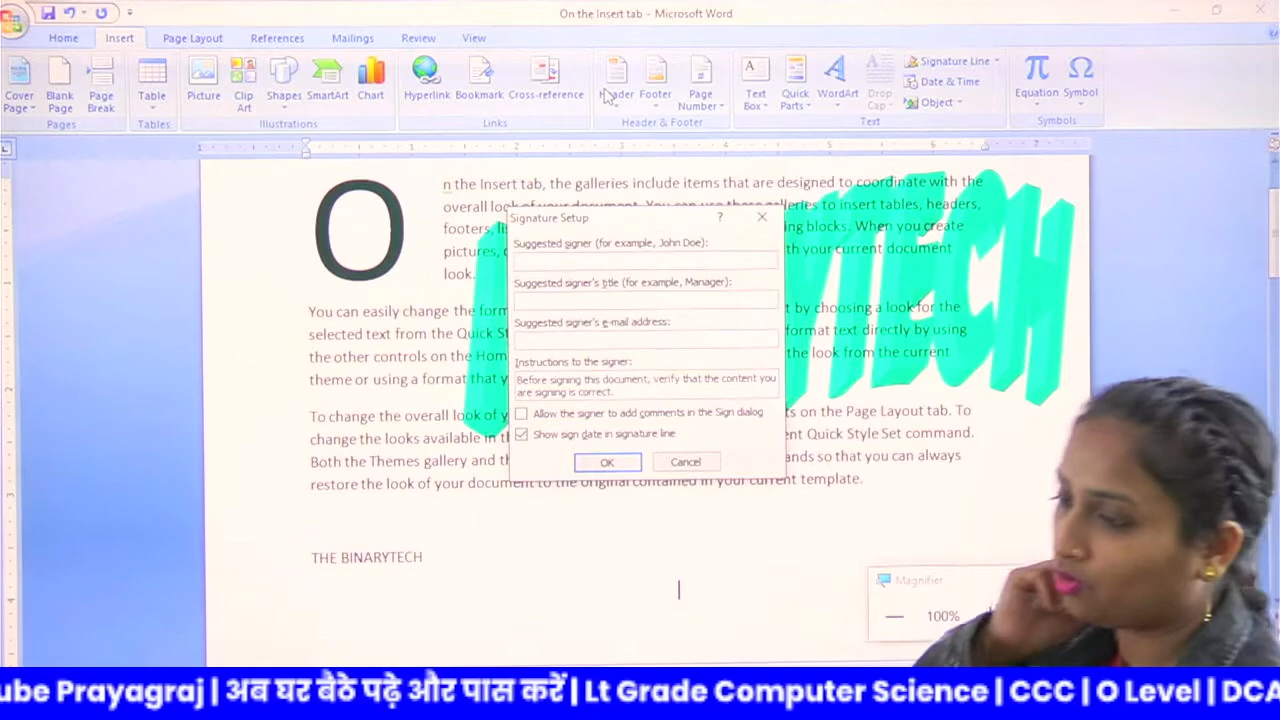 On the Insert tab - Microsoft Word
Home Insert Page Layout References Mailings Review View
Cover Page Blank Page Page Break Table Picture Clip Art Shapes SmartArt Chart Hyperlink Bookmark Cross-reference Header Footer Page Number Text Box Quick Parts WordArt Drop Cap Signature Line Date & Time Object Equation Symbol
Pages Tables Illustrations Links Header & Footer Text Symbols
1 1 2 3 4 5 6 7
On the Insert tab, the galleries include items that are designed to coordinate with the
overall look of your document. You can use these galleries to insert tables, headers,
footers, ing blocks. When you create
pictures, th your current document
look.
You can easily change the form t by choosing a look for the
selected text from the Quick St format text directly by using
the other controls on the Hom the look from the current
theme or using a format that y
To change the overall look of y ts on the Page Layout tab. To
change the looks available in th ent Quick Style Set command.
Both the Themes gallery and th ands so that you can always
restore the look of your document to the original contained in your current template.
THE BINARYTECH
YTECH
Signature Setup ?
Suggested signer (for example, John Doe):
Suggested signer's title (for example, Manager):
Suggested signer's e-mail address:
Instructions to the signer:
Before signing this document, verify that the content you
are signing is correct.
Allow the signer to add comments in the Sign dialog
Show sign date in signature line
OK Cancel
Magnifier
100%
ube Prayagraj | अब घर बैठे पढ़े और पास करें | Lt Grade Computer Science | CCC | O Level | DCA